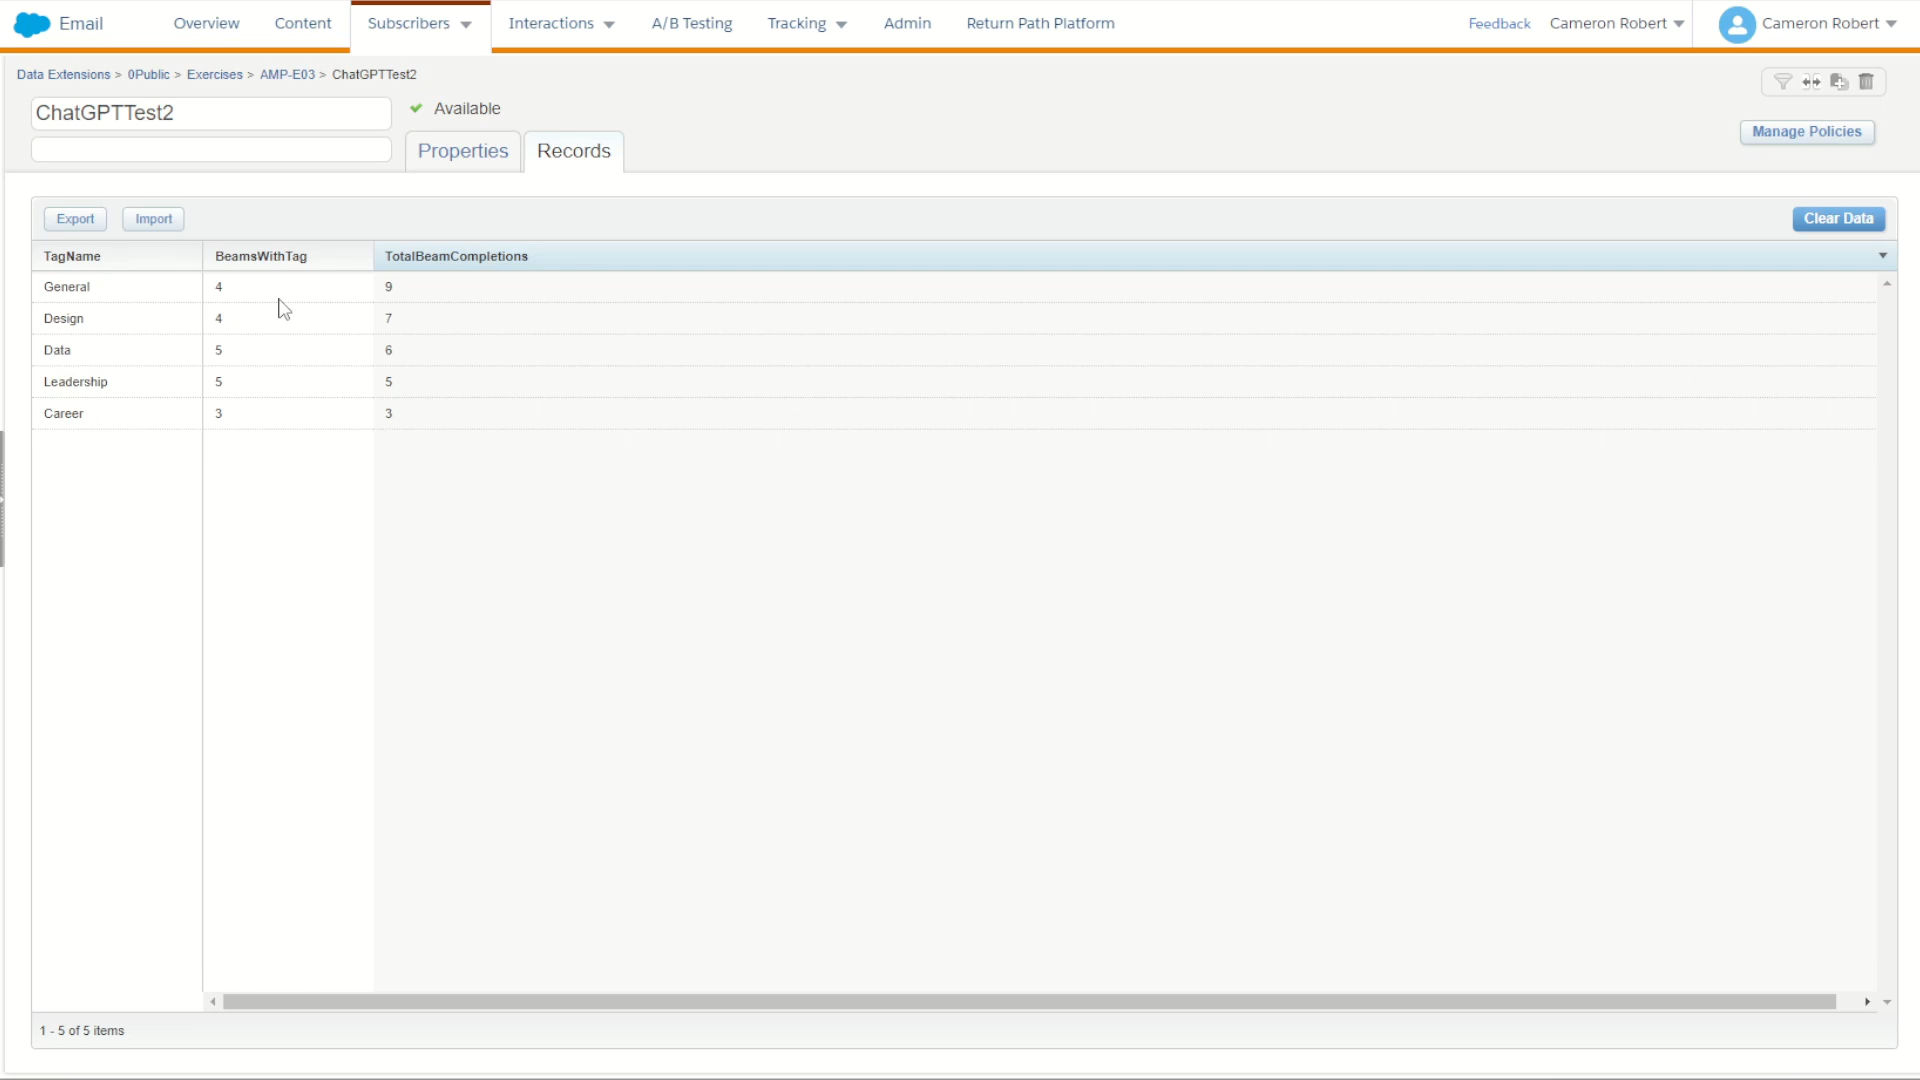 Email Overview Content Subscribers Interactions A/B Testing Tracking Admin Return Path Platform Feedback Cameron Robert Cameron Robert
Data Extensions > 0Public > Exercises > AMP-E03 > ChatGPTTest2
ChatGPTTest2 Available
Manage Policies
Properties Records
Export Import Clear Data
TagName BeamsWithTag TotalBeamCompletions
General 4 9
Design 4 7
Data 5 6
Leadership 5 5
Career 3 3
1 - 5 of 5 items